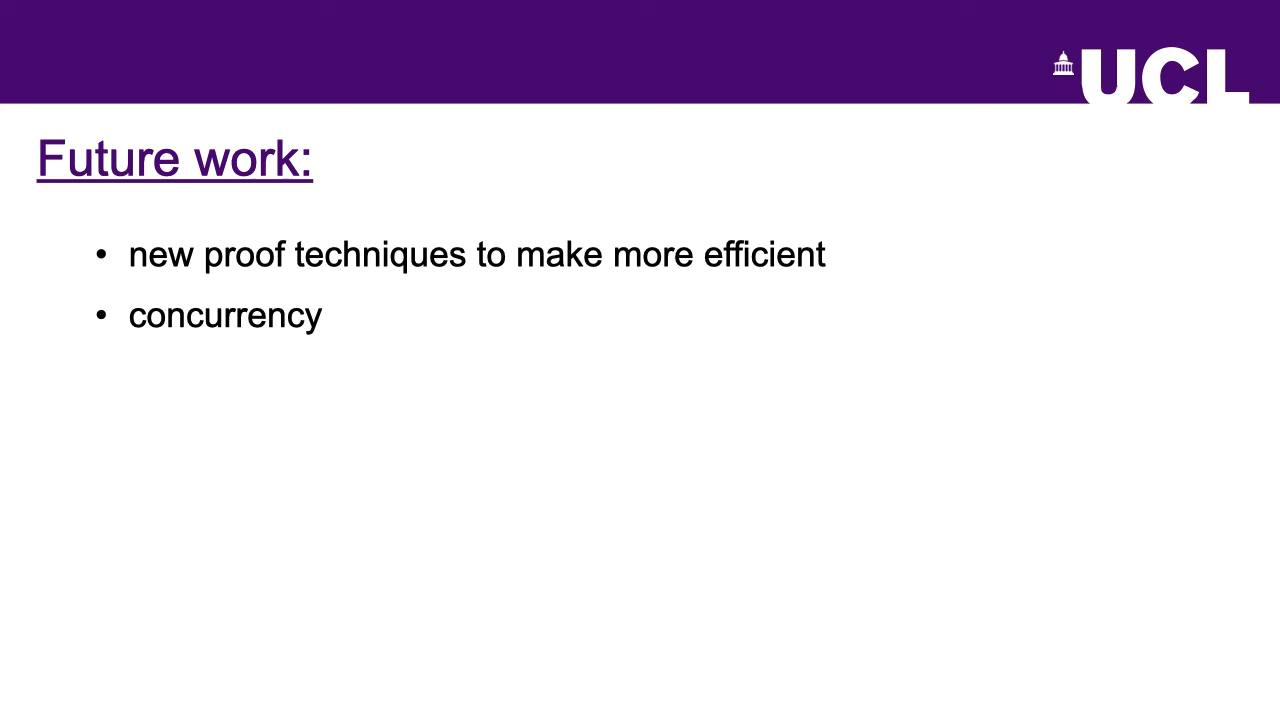 UCL
Future work:
• new proof techniques to make more efficient
• concurrency